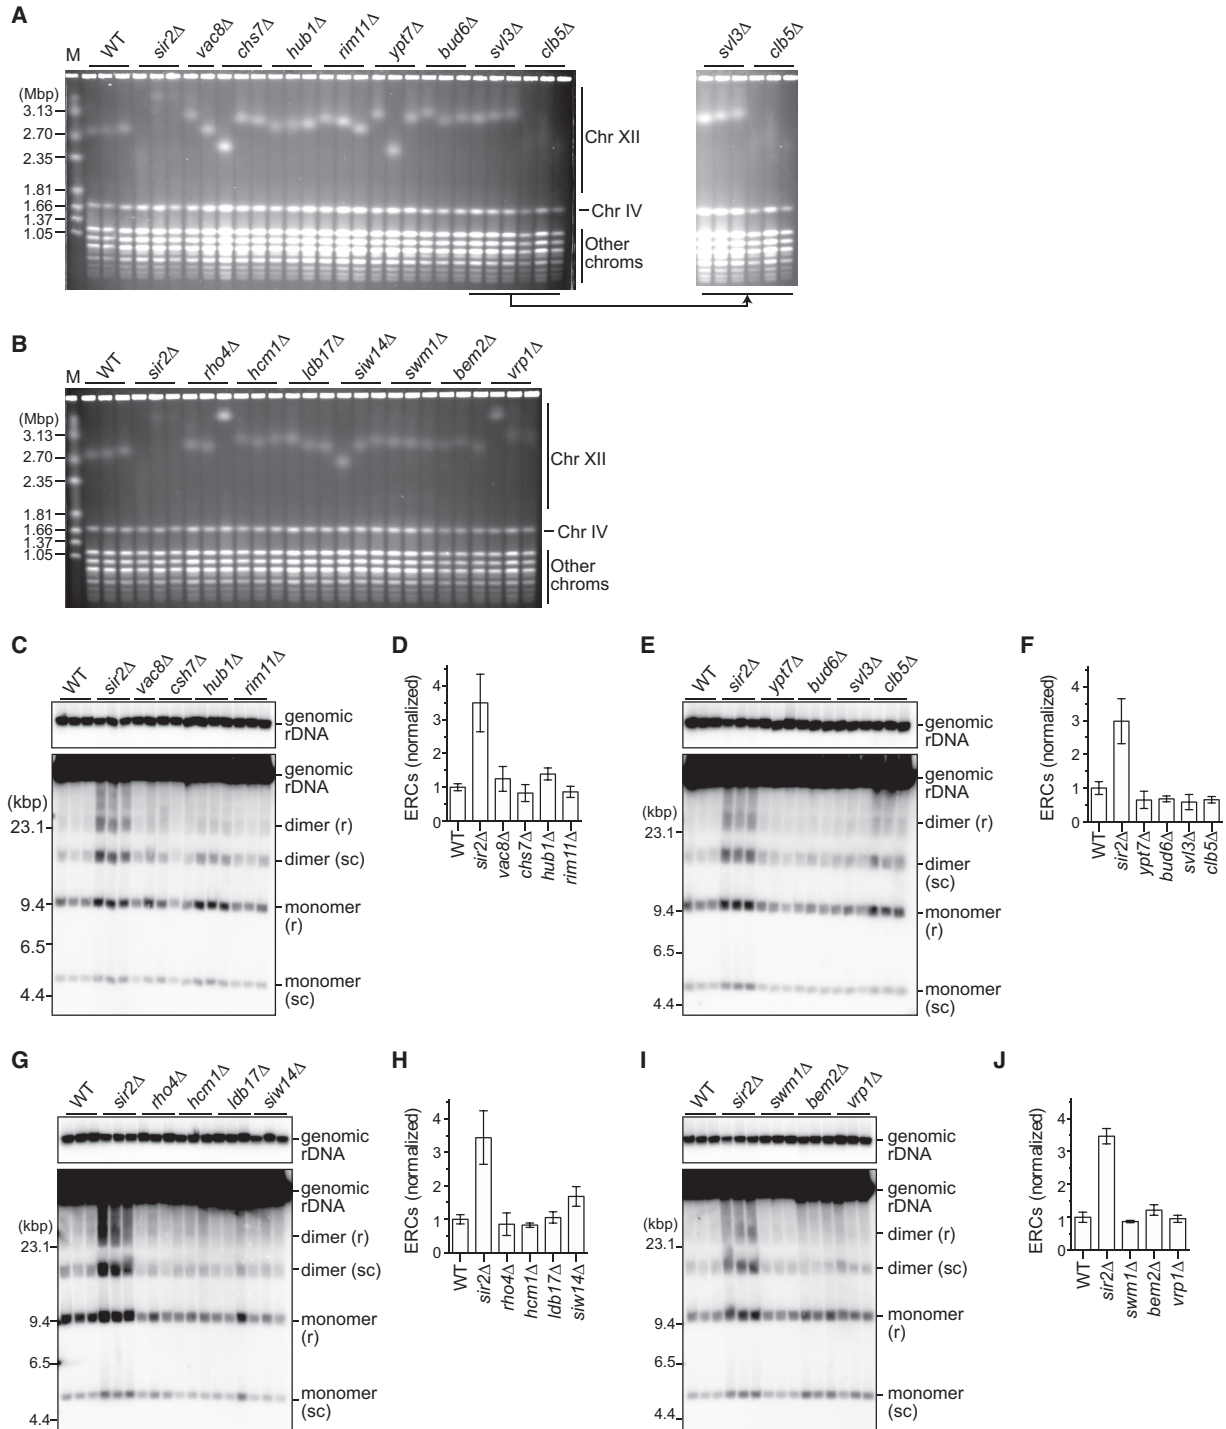 A
M WT sir2Δ vac8Δ chs7Δ hub1Δ rim11Δ ypt7Δ bud6Δ svl3Δ clb5Δ svl3Δ clb5Δ
(Mbp)
3.13
2.70
2.35
1.81
1.66
1.37
1.05
Chr XII
Chr IV
Other
chroms
B
M WT sir2Δ rho4Δ hcm1Δ ldb17Δ siw14Δ swm1Δ bem2Δ vrp1Δ
(Mbp)
3.13
2.70
2.35
1.81
1.66
1.37
1.05
Chr XII
Chr IV
Other
chroms
C
WT sir2Δ vac8Δ csh7Δ hub1Δ rim11Δ
genomic
rDNA
genomic
rDNA
(kbp)
23.1
9.4
6.5
4.4
dimer (r)
dimer (sc)
monomer
(r)
monomer
(sc)
D
ERCs (normalized)
4
3
2
1
0
WT sir2Δ vac8Δ chs7Δ hub1Δ rim11Δ
E
WT sir2Δ ypt7Δ bud6Δ svl3Δ clb5Δ
genomic
rDNA
genomic
rDNA
23.1
9.4
6.5
4.4
(kbp)
dimer (r)
dimer
(sc)
monomer
(r)
monomer
(sc)
F
ERCs (normalized)
4
3
2
1
0
WT sir2Δ ypt7Δ bud6Δ svl3Δ clb5Δ
G
WT sir2Δ rho4Δ hcm1Δ ldb17Δ siw14Δ
genomic
rDNA
genomic
rDNA
(kbp)
23.1
9.4
6.5
4.4
dimer (r)
dimer (sc)
monomer
(r)
monomer
(sc)
H
ERCs (normalized)
4
3
2
1
0
WT sir2Δ rho4Δ hcm1Δ ldb17Δ siw14Δ
I
WT sir2Δ swm1Δ bem2Δ vrp1Δ
genomic
rDNA
genomic
rDNA
(kbp)
23.1
9.4
6.5
4.4
dimer (r)
dimer (sc)
monomer
(r)
monomer
(sc)
J
ERCs (normalized)
4
3
2
1
0
WT sir2Δ swm1Δ bem2Δ vrp1Δ